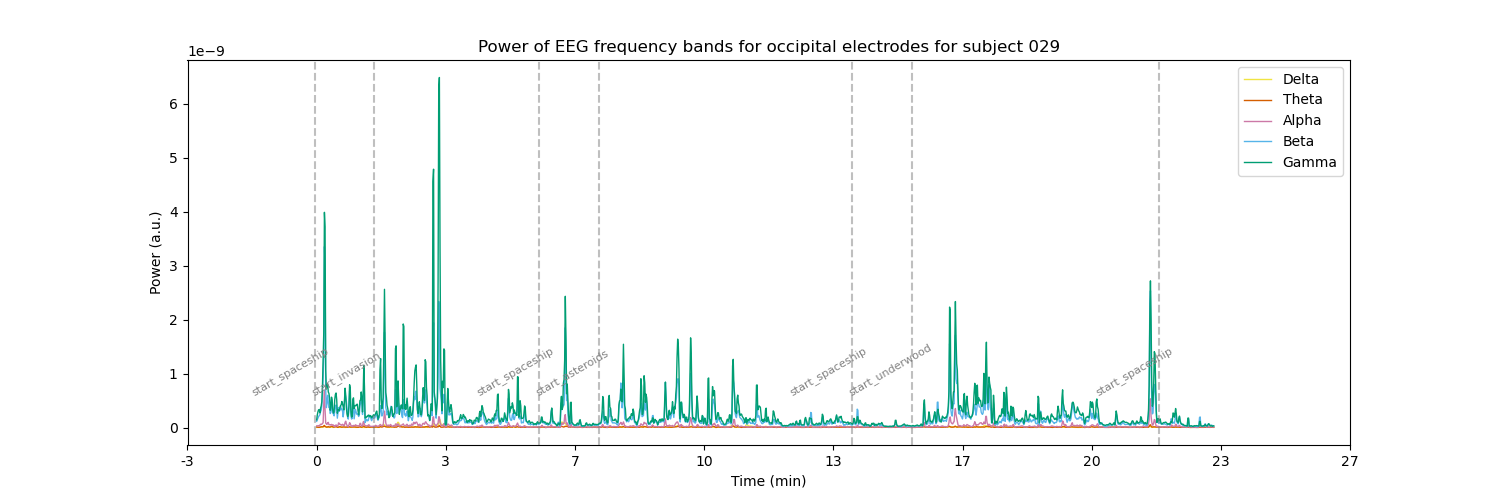 Power of EEG frequency bands for occipital electrodes for subject 029
1e−9
Delta
Theta
Alpha
Beta
Gamma
6
5
4
3
2
1
0
Power (a.u.)
start_spaceship
start_invasion
start_spaceship
start_asteroids
start_spaceship
start_underwood
start_spaceship
-3
0
3
7
10
13
17
20
23
27
Time (min)